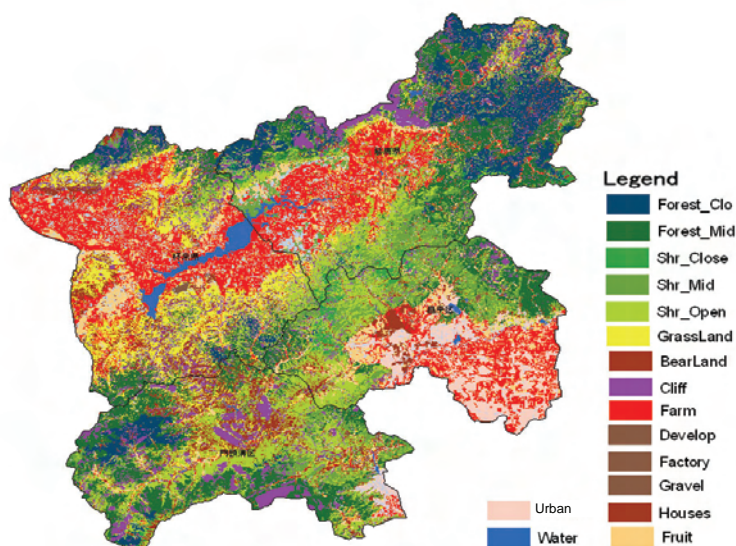 Legend
Forest_Clo
Forest_Mid
Shr_Close
Shr_Mid
Shr_Open
GrassLand
BearLand
Cliff
Farm
Develop
Factory
Gravel
Houses
Fruit
Urban
Water